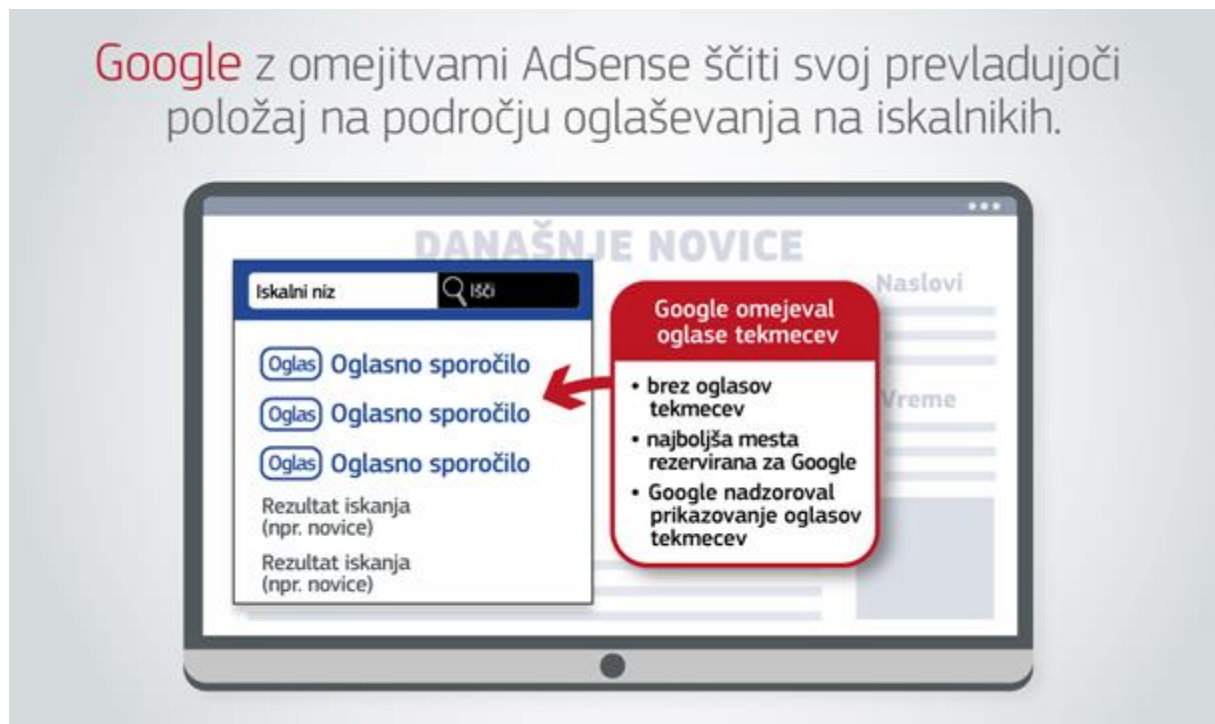 Google z omejitvami AdSense ščiti svoj prevladujoči
položaj na področju oglaševanja na iskalnikih.
DANAŠNJE NOVICE
Iskalni niz
Išči
Oglas Oglasno sporočilo
Oglas Oglasno sporočilo
Oglas Oglasno sporočilo
Rezultat iskanja
(npr. novice)
Rezultat iskanja
(npr. novice)
Google omejeval
oglase tekmecev
• brez oglasov
tekmecev
• najboljša mesta
rezervirana za Google
• Google nadzoroval
prikazovanje oglasov
tekmecev
Naslovi
Vreme